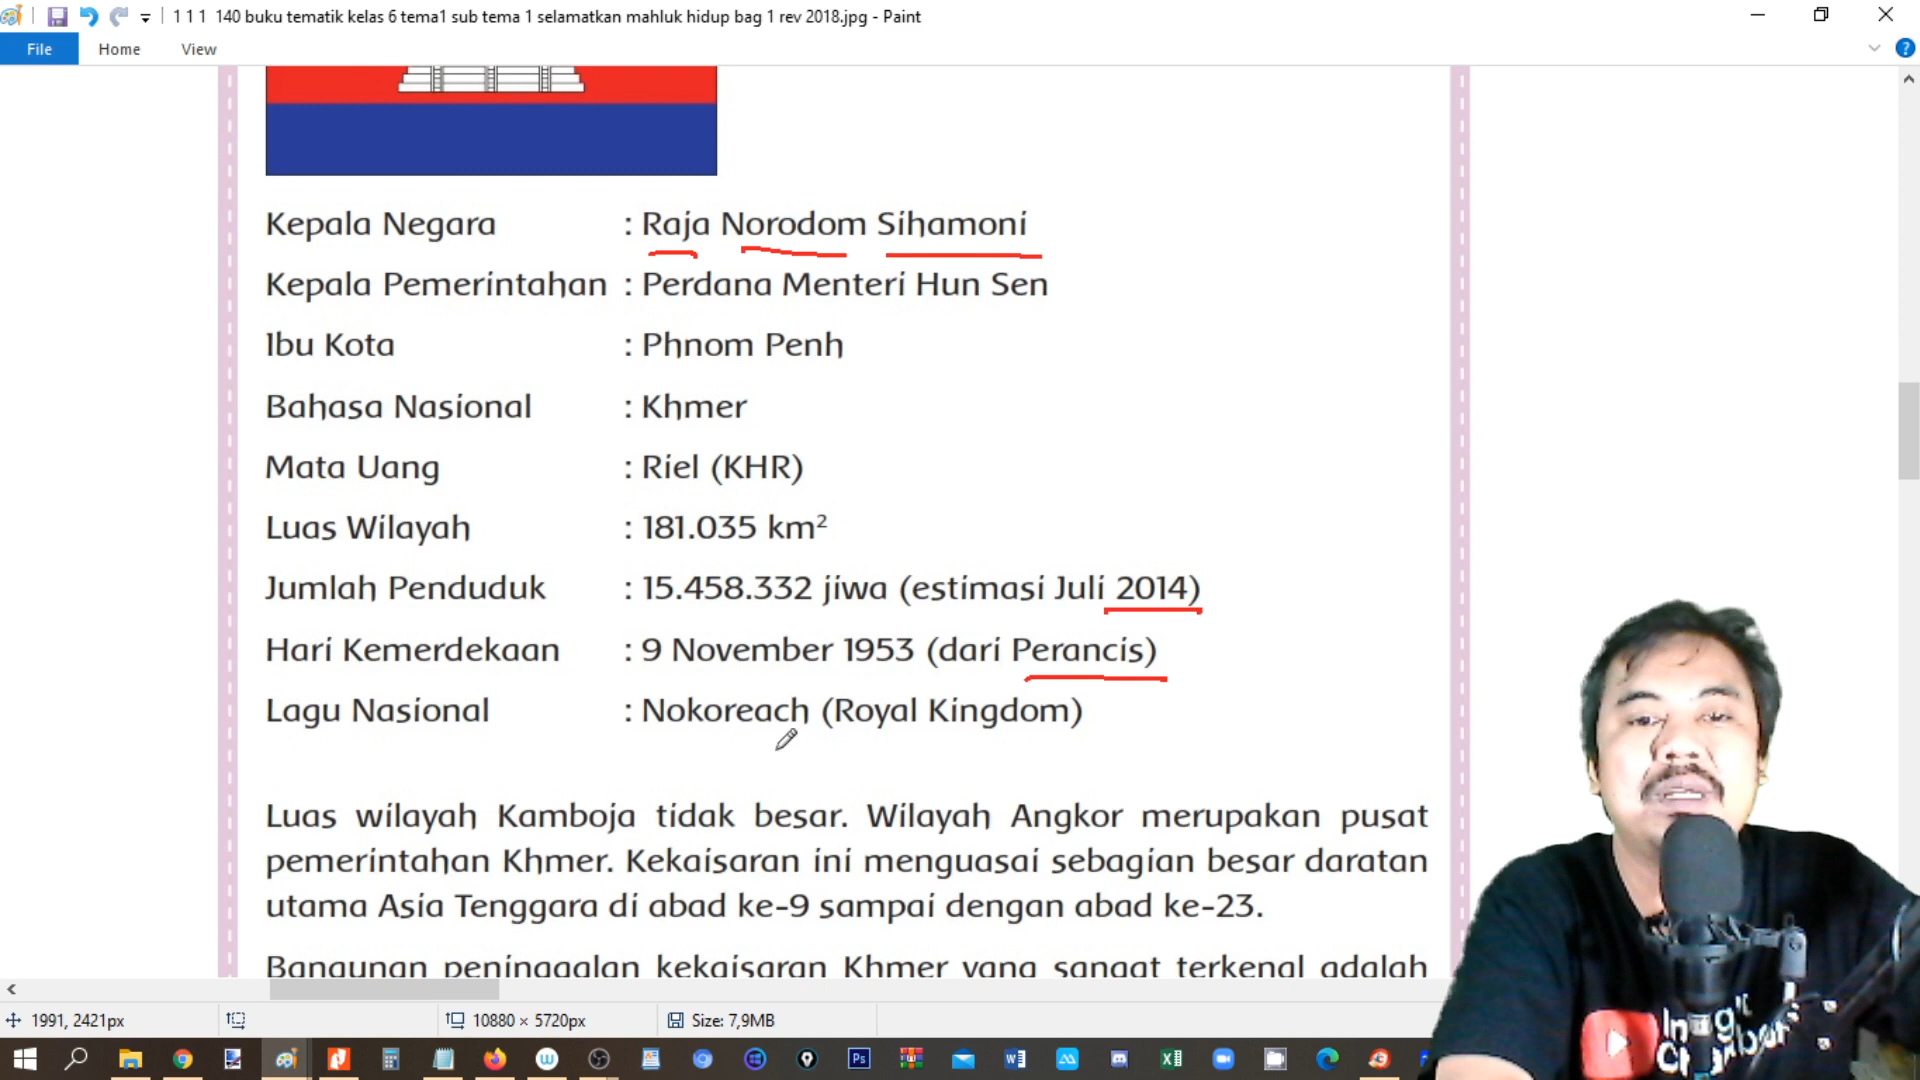 1 1 1  140 buku tematik kelas 6 tema1 sub tema 1 selamatkan mahluk hidup bag 1 rev 2018.jpg - Paint
File Home View
Kepala Negara : Raja Norodom Sihamoni
Kepala Pemerintahan : Perdana Menteri Hun Sen
Ibu Kota : Phnom Penh
Bahasa Nasional : Khmer
Mata Uang : Riel (KHR)
Luas Wilayah : 181.035 km²
Jumlah Penduduk : 15.458.332 jiwa (estimasi Juli 2014)
Hari Kemerdekaan : 9 November 1953 (dari Perancis)
Lagu Nasional : Nokoreach (Royal Kingdom)
Luas wilayah Kamboja tidak besar. Wilayah Angkor merupakan pusat
pemerintahan Khmer. Kekaisaran ini menguasai sebagian besar daratan
utama Asia Tenggara di abad ke-9 sampai dengan abad ke-23.
Bangunan peninggalan kekaisaran Khmer yang sangat terkenal adalah
1991, 2421px 10880 × 5720px Size: 7,9MB
Ps